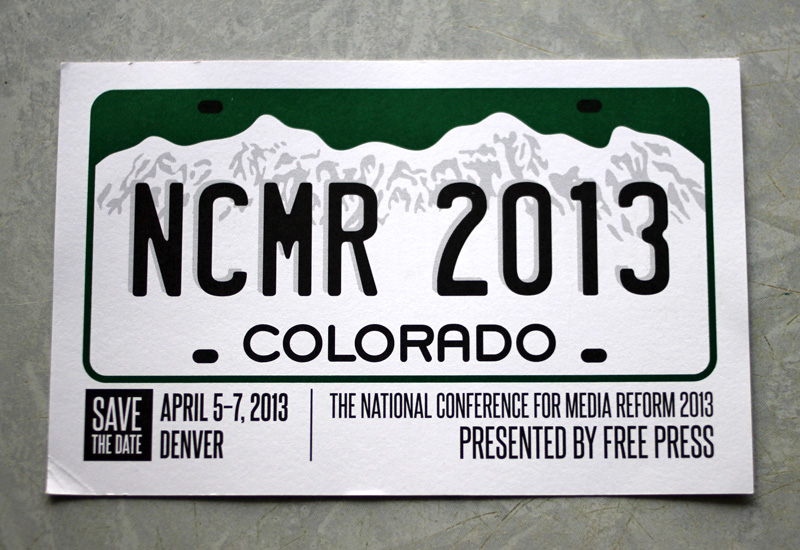 NCMR 2013
COLORADO
SAVE
THE DATE
APRIL 5–7, 2013
DENVER
THE NATIONAL CONFERENCE FOR MEDIA REFORM 2013
PRESENTED BY FREE PRESS